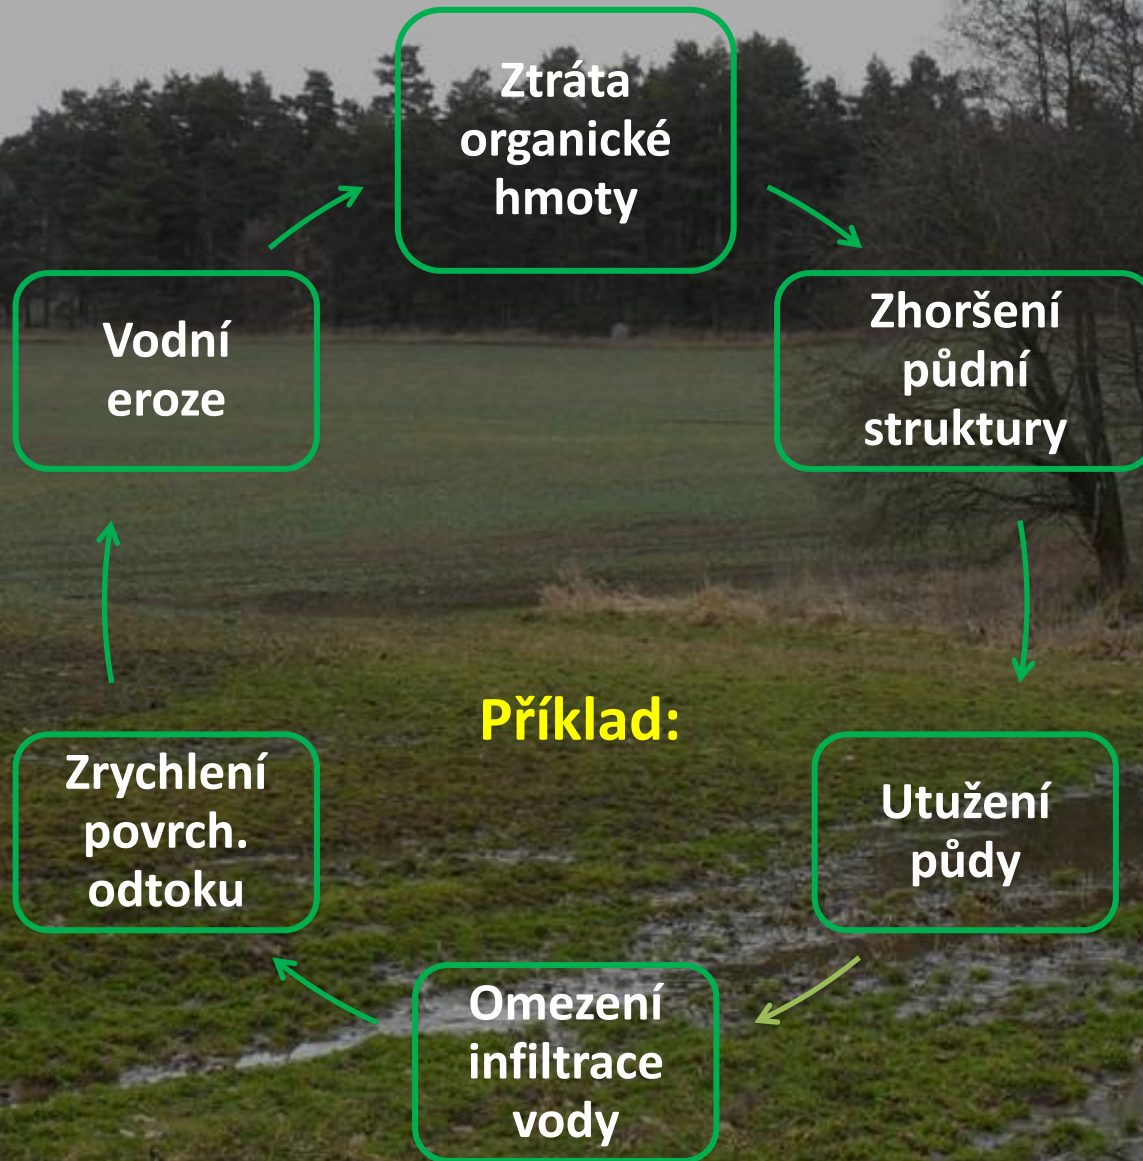 Ztráta
organické
hmoty
Zhoršení
půdní
struktury
Utužení
půdy
Omezení
infiltrace
vody
Zrychlení
povrch.
odtoku
Vodní
eroze
Příklad: